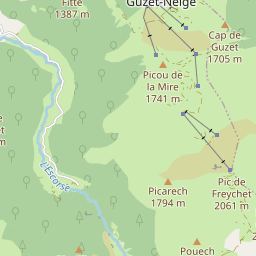 Fitte
1387 m
Guzet-Neige
Cap de
Guzet
1705 m
Picou de
la Mire
1741 m
L'Escorse
Picarech
1794 m
Pic de
Freychet
2061 m
Pouech